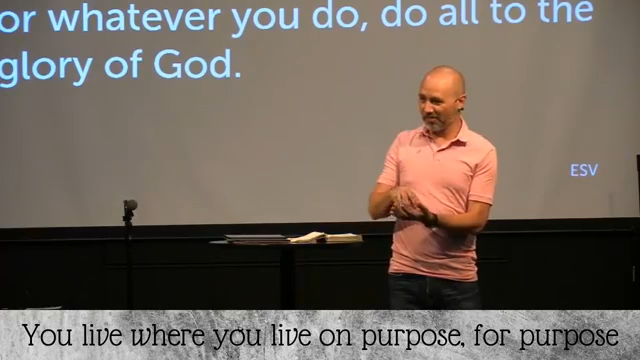 or whatever you do, do all to the
glory of God.
ESV
You live where you live on purpose, for purpose